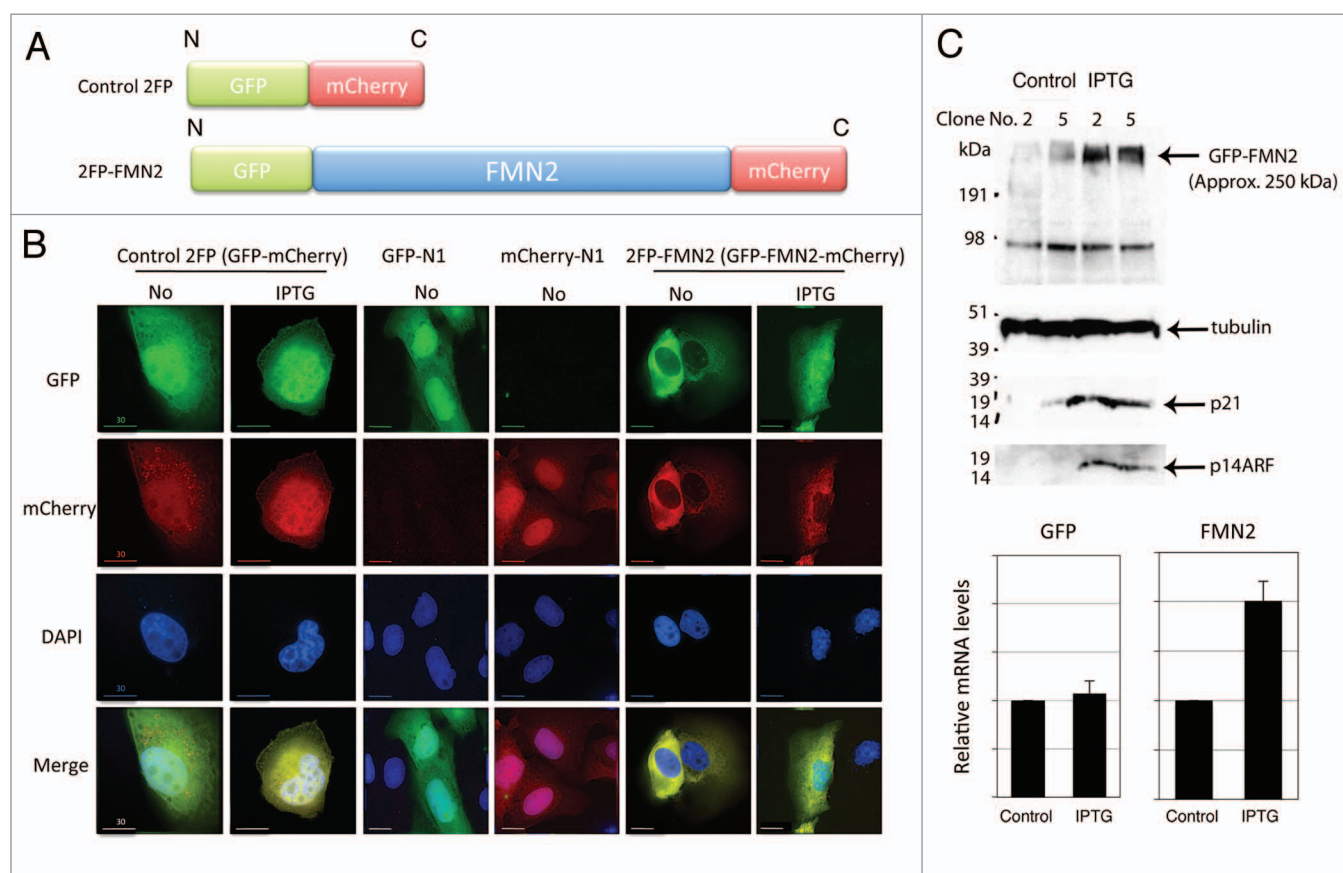 A
N C
Control 2FP GFP mCherry
N C
2FP-FMN2 GFP FMN2 mCherry
B
Control 2FP (GFP-mCherry) GFP-N1 mCherry-N1 2FP-FMN2 (GFP-FMN2-mCherry)
No IPTG No No No IPTG
GFP
30
mCherry
30
DAPI
30
Merge
30
C
Control IPTG
Clone No. 2 5 2 5
kDa
GFP-FMN2
(Approx. 250 kDa)
191
98
51
tubulin
39
39
19 p21
14
19 p14ARF
14
GFP FMN2
Relative mRNA levels
Control IPTG Control IPTG